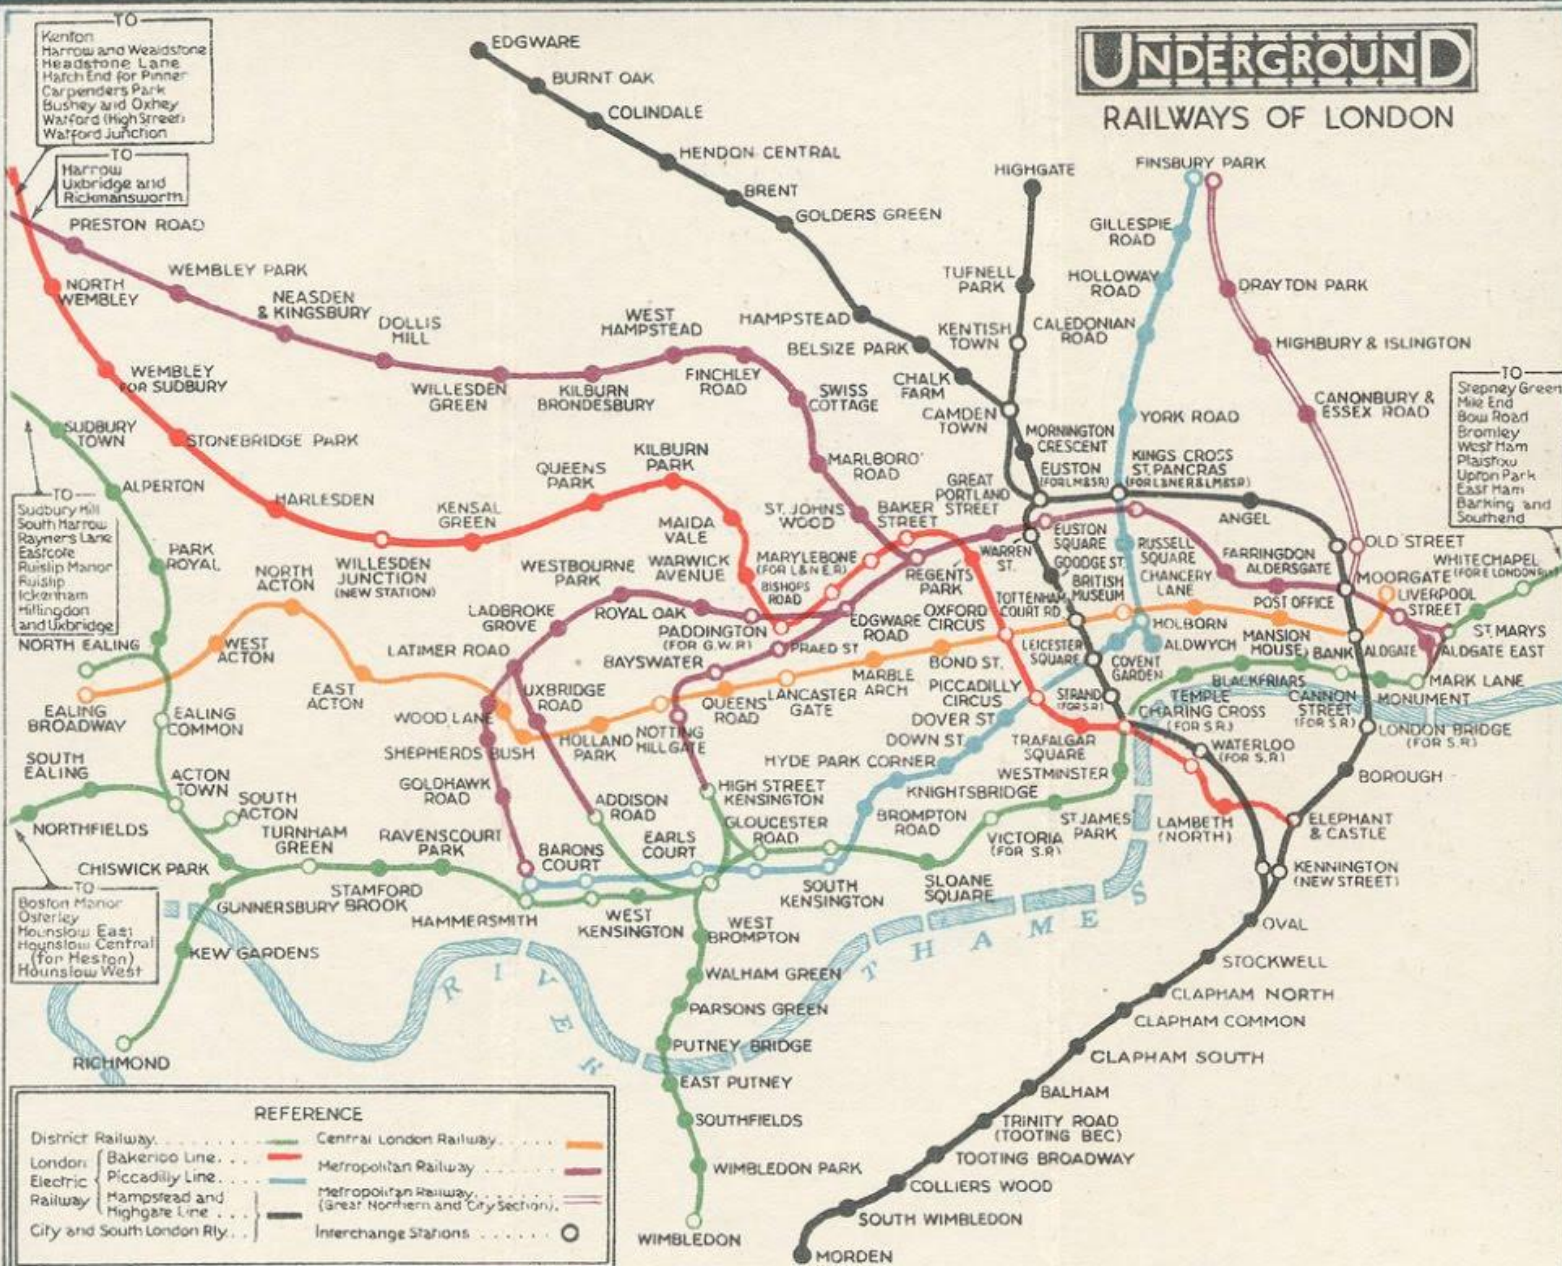 UNDERGROUND
RAILWAYS OF LONDON
TO
Kenton
Harrow and Wealdstone
Headstone Lane
Hatch End for Pinner
Carpenders Park
Bushey and Oxhey
Watford (High Street)
Watford Junction
TO
Harrow
Uxbridge and
Rickmansworth
EDGWARE
BURNT OAK
COLINDALE
HENDON CENTRAL
BRENT
GOLDERS GREEN
HAMPSTEAD
BELSIZE PARK
CHALK
FARM
CAMDEN
TOWN
HIGHGATE
TUFNELL
PARK
KENTISH
TOWN
FINSBURY PARK
GILLESPIE
ROAD
HOLLOWAY
ROAD
CALEDONIAN
ROAD
YORK ROAD
DRAYTON PARK
HIGHBURY & ISLINGTON
CANONBURY &
ESSEX ROAD
TO
Stepney Green
Mile End
Bow Road
Bromley
West Ham
Plaistow
Upton Park
East Ham
Barking and
Southend
PRESTON ROAD
WEMBLEY PARK
NEASDEN
& KINGSBURY
DOLLIS
HILL
WILLESDEN
GREEN
KILBURN
BRONDESBURY
WEST
HAMPSTEAD
FINCHLEY
ROAD
SWISS
COTTAGE
MARLBORO'
ROAD
ST. JOHNS
WOOD
NORTH
WEMBLEY
WEMBLEY
FOR SUDBURY
STONEBRIDGE PARK
HARLESDEN
WILLESDEN
JUNCTION
(NEW STATION)
KENSAL
GREEN
QUEENS
PARK
KILBURN
PARK
MAIDA
VALE
WARWICK
AVENUE
MARYLEBONE
(FOR L&N.E.R)
BISHOPS
ROAD
BAKER
STREET
GREAT
PORTLAND
STREET
MORNINGTON
CRESCENT
EUSTON
(FOR LM&SR)
KINGS CROSS
ST. PANCRAS
(FOR L&NER & LM&SR)
ANGEL
OLD STREET
WHITECHAPEL
MOORGATE
LIVERPOOL
STREET
ST. MARYS
ALDGATE
ALDGATE EAST
EUSTON
SQUARE
WARREN
ST.
GOODGE ST.
RUSSELL
SQUARE
FARRINGDON
ALDERSGATE
REGENTS
PARK
BRITISH
MUSEUM
CHANCERY
LANE
POST OFFICE
TOTTENHAM
COURT RD
OXFORD
CIRCUS
HOLBORN
ALDWYCH
MANSION
HOUSE
BANK
SUDBURY
TOWN
ALPERTON
PARK
ROYAL
TO
Sudbury Hill
South Harrow
Rayners Lane
Eastcote
Ruislip Manor
Ruislip
Ickenham
Hillingdon
and Uxbridge
NORTH EALING
NORTH
ACTON
WEST
ACTON
EAST
ACTON
WESTBOURNE
PARK
ROYAL OAK
LADBROKE
GROVE
LATIMER ROAD
PADDINGTON
(FOR G.W.R)
EDGWARE
ROAD
PRAED ST
BAYSWATER
LEICESTER
SQUARE
COVENT
GARDEN
BLACKFRIARS
MARK LANE
MONUMENT
CANNON
STREET
(FOR S.R)
BOND ST.
MARBLE
ARCH
LANCASTER
GATE
QUEENS
ROAD
NOTTING
HILL GATE
HOLLAND
PARK
UXBRIDGE
ROAD
WOOD LANE
SHEPHERDS BUSH
GOLDHAWK
ROAD
PICCADILLY
CIRCUS
STRAND
(FOR S.R)
TEMPLE
CHARING CROSS
(FOR S.R)
LONDON BRIDGE
(FOR S.R)
DOVER ST
DOWN ST.
TRAFALGAR
SQUARE
WATERLOO
(FOR S.R)
HYDE PARK CORNER
WESTMINSTER
KNIGHTSBRIDGE
BROMPTON
ROAD
BOROUGH
EALING
BROADWAY
EALING
COMMON
SOUTH
EALING
ACTON
TOWN
SOUTH
ACTON
NORTHFIELDS
TURNHAM
GREEN
RAVENSCOURT
PARK
CHISWICK PARK
STAMFORD
BROOK
GUNNERSBURY
HAMMERSMITH
KEW GARDENS
RICHMOND
TO
Boston Manor
Osterley
Hounslow East
Hounslow Central
(for Heston)
Hounslow West
ADDISON
ROAD
HIGH STREET
KENSINGTON
BARONS
COURT
EARLS
COURT
GLOUCESTER
ROAD
VICTORIA
(FOR S.R)
ST JAMES
PARK
LAMBETH
(NORTH)
ELEPHANT
& CASTLE
KENNINGTON
(NEW STREET)
WEST
KENSINGTON
SOUTH
KENSINGTON
SLOANE
SQUARE
WEST
BROMPTON
WALHAM GREEN
PARSONS GREEN
PUTNEY BRIDGE
EAST PUTNEY
SOUTHFIELDS
WIMBLEDON PARK
WIMBLEDON
RIVER THAMES
OVAL
STOCKWELL
CLAPHAM NORTH
CLAPHAM COMMON
CLAPHAM SOUTH
BALHAM
TRINITY ROAD
(TOOTING BEC)
TOOTING BROADWAY
COLLIERS WOOD
SOUTH WIMBLEDON
MORDEN
REFERENCE
District Railway
London Electric Railway
Bakerloo Line
Piccadilly Line
Hampstead and
Highgate Line
City and South London Rly.
Central London Railway
Metropolitan Railway
Metropolitan Railway
(Great Northern and City Section)
Interchange Stations